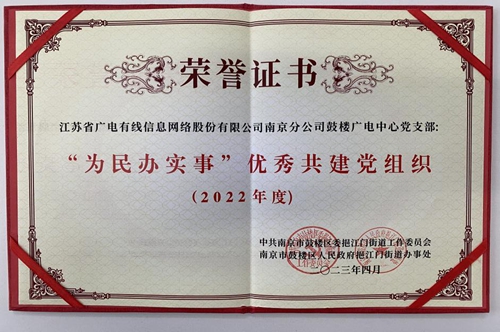 荣誉证书
江苏省广电有线信息网络股份有限公司南京分公司鼓楼广电中心党支部：
“为民办实事”优秀共建党组织
(2022年度)
中共南京市鼓楼区委挹江门街道工作委员会
南京市鼓楼区人民政府挹江门街道办事处
二〇二三年四月